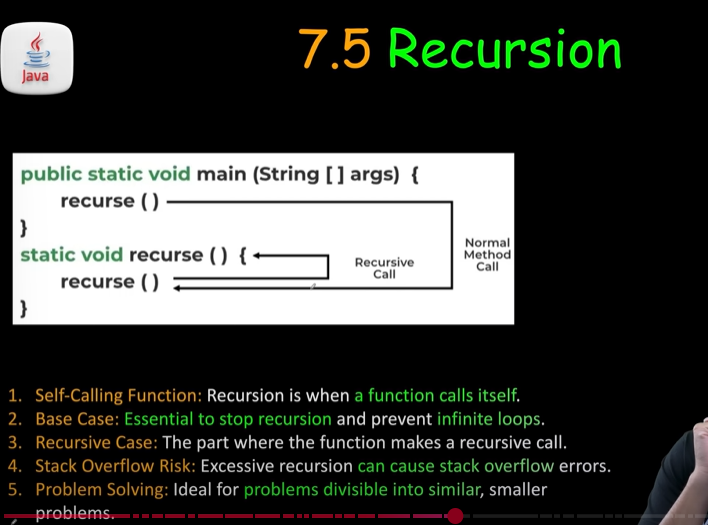 Java
7.5 Recursion
public static void main (String [ ] args) {
recurse ( )
}
static void recurse ( ) {
recurse ( )
}
Recursive
Call
Normal
Method
Call
1. Self-Calling Function: Recursion is when a function calls itself.
2. Base Case: Essential to stop recursion and prevent infinite loops.
3. Recursive Case: The part where the function makes a recursive call.
4. Stack Overflow Risk: Excessive recursion can cause stack overflow errors.
5. Problem Solving: Ideal for problems divisible into similar, smaller
problems.